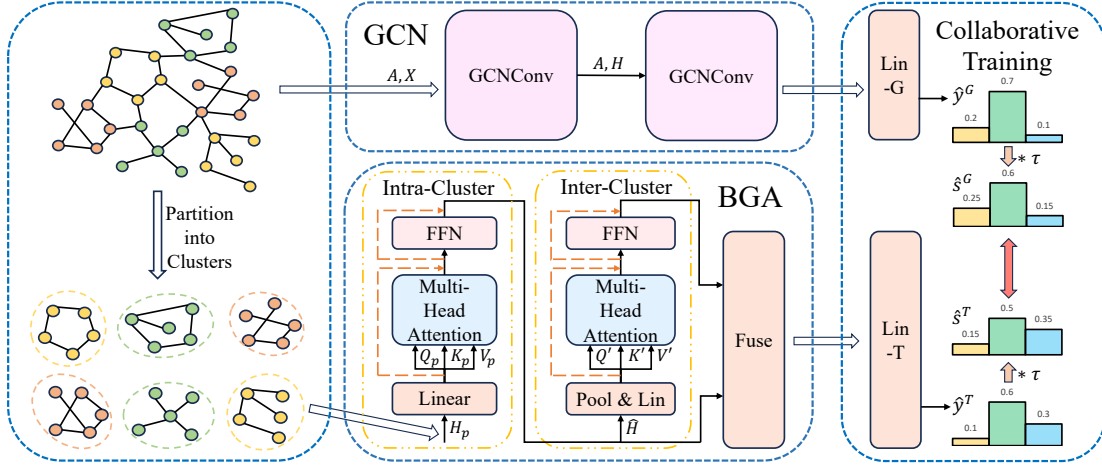 Partition
into
Clusters
GCN
A, X
GCNConv
A, H
GCNConv
BGA
Intra-Cluster
FFN
Multi-
Head
Attention
Q_p K_p V_p
Linear
H_p
Inter-Cluster
FFN
Multi-
Head
Attention
Q′ K′ V′
Pool & Lin
Ĥ
Fuse
Collaborative
Training
Lin
-G
ŷ^G
0.2
0.7
0.1
* τ
ŝ^G
0.25
0.6
0.15
ŝ^T
0.15
0.5
0.35
* τ
Lin
-T
ŷ^T
0.1
0.6
0.3